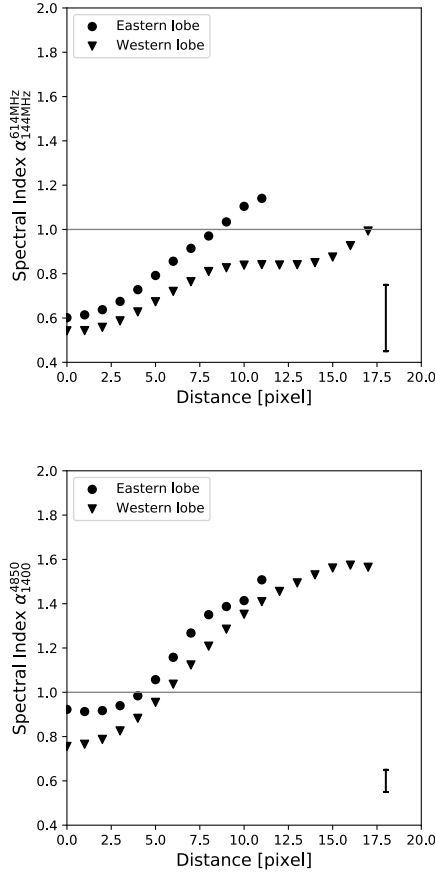 2.0
1.8
1.6
1.4
1.2
1.0
0.8
0.6
0.4
Spectral Index α^{614MHz}_{144MHz}
Eastern lobe
Western lobe
0.0 2.5 5.0 7.5 10.0 12.5 15.0 17.5 20.0
Distance [pixel]
2.0
1.8
1.6
1.4
1.2
1.0
0.8
0.6
0.4
Spectral Index α^{4850}_{1400}
Eastern lobe
Western lobe
0.0 2.5 5.0 7.5 10.0 12.5 15.0 17.5 20.0
Distance [pixel]